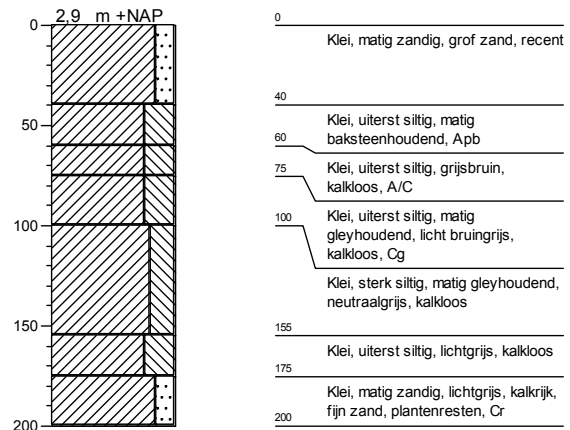 2,9 m +NAP
0
50
100
150
200
0
Klei, matig zandig, grof zand, recent
40
Klei, uiterst siltig, matig
baksteenhoudend, Apb
60
Klei, uiterst siltig, grijsbruin,
kalkloos, A/C
75
Klei, uiterst siltig, matig
gleyhoudend, licht bruingrijs,
kalkloos, Cg
100
Klei, sterk siltig, matig gleyhoudend,
neutraalgrijs, kalkloos
155
Klei, uiterst siltig, lichtgrijs, kalkloos
175
Klei, matig zandig, lichtgrijs, kalkrijk,
fijn zand, plantenresten, Cr
200